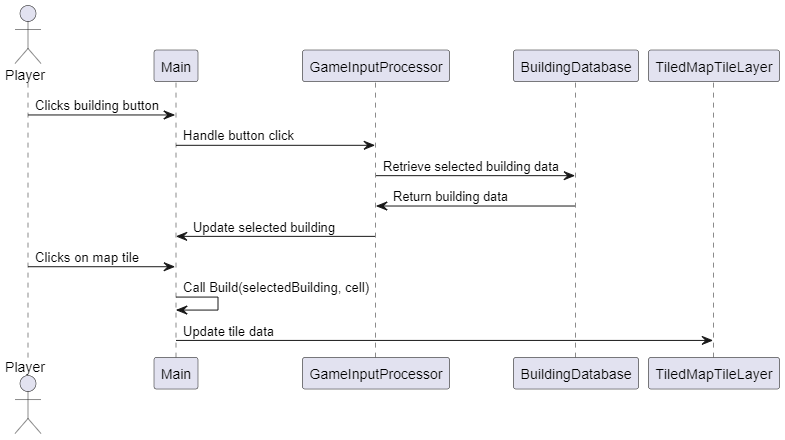 Player
Main
GameInputProcessor
BuildingDatabase
TiledMapTileLayer
Clicks building button
Handle button click
Retrieve selected building data
Return building data
Update selected building
Clicks on map tile
Call Build(selectedBuilding, cell)
Update tile data
Player
Main
GameInputProcessor
BuildingDatabase
TiledMapTileLayer